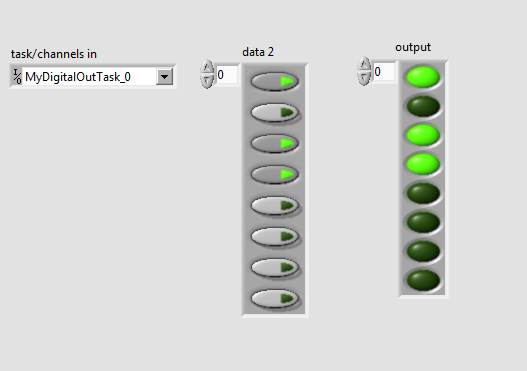 task/channels in
I/O MyDigitalOutTask_0
data 2
0
output
0